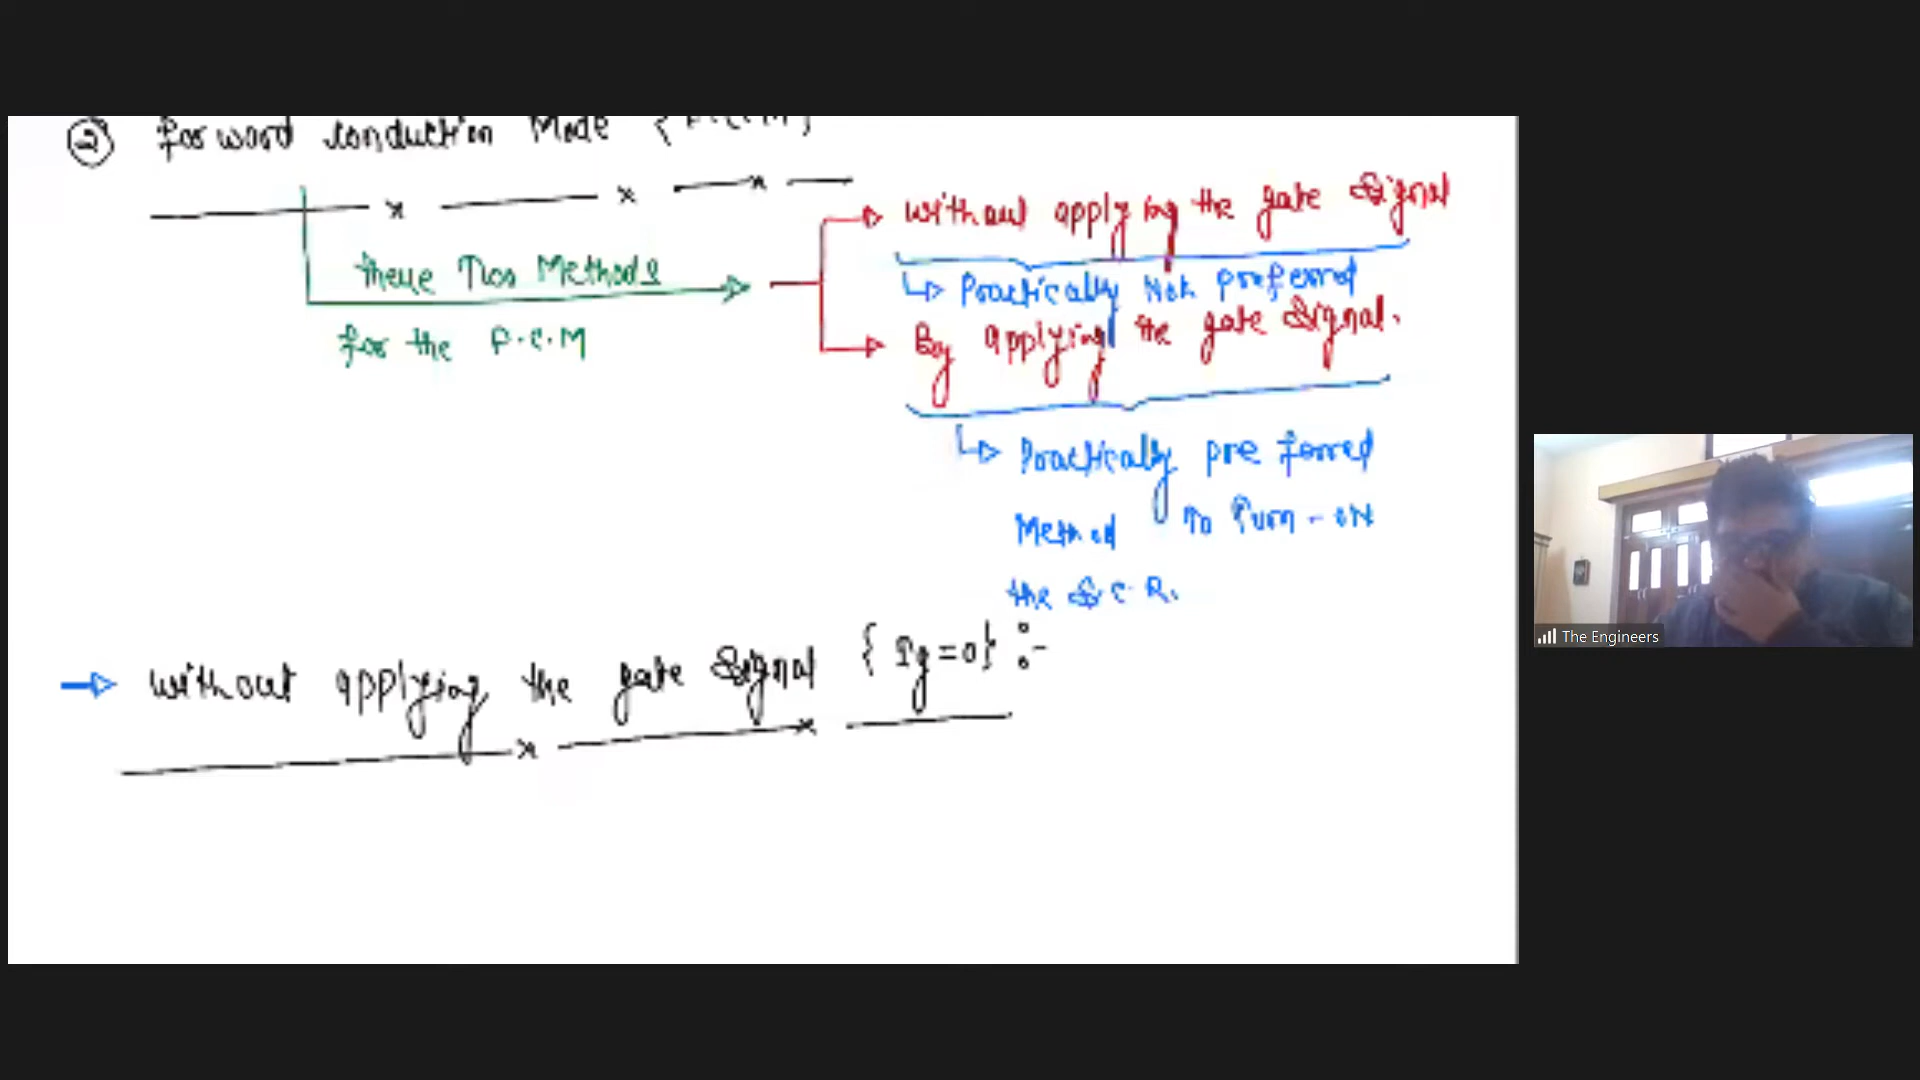 ② forword conduction Mode {F.C.M}
without applying the gate Signal
there Two Methods
Practically Not preferred
for the F.C.M
By applying the gate Signal.
Practically preferred
Method to Turn-ON
the S.C.R.
without applying the gate Signal { Ig=0} :-
The Engineers